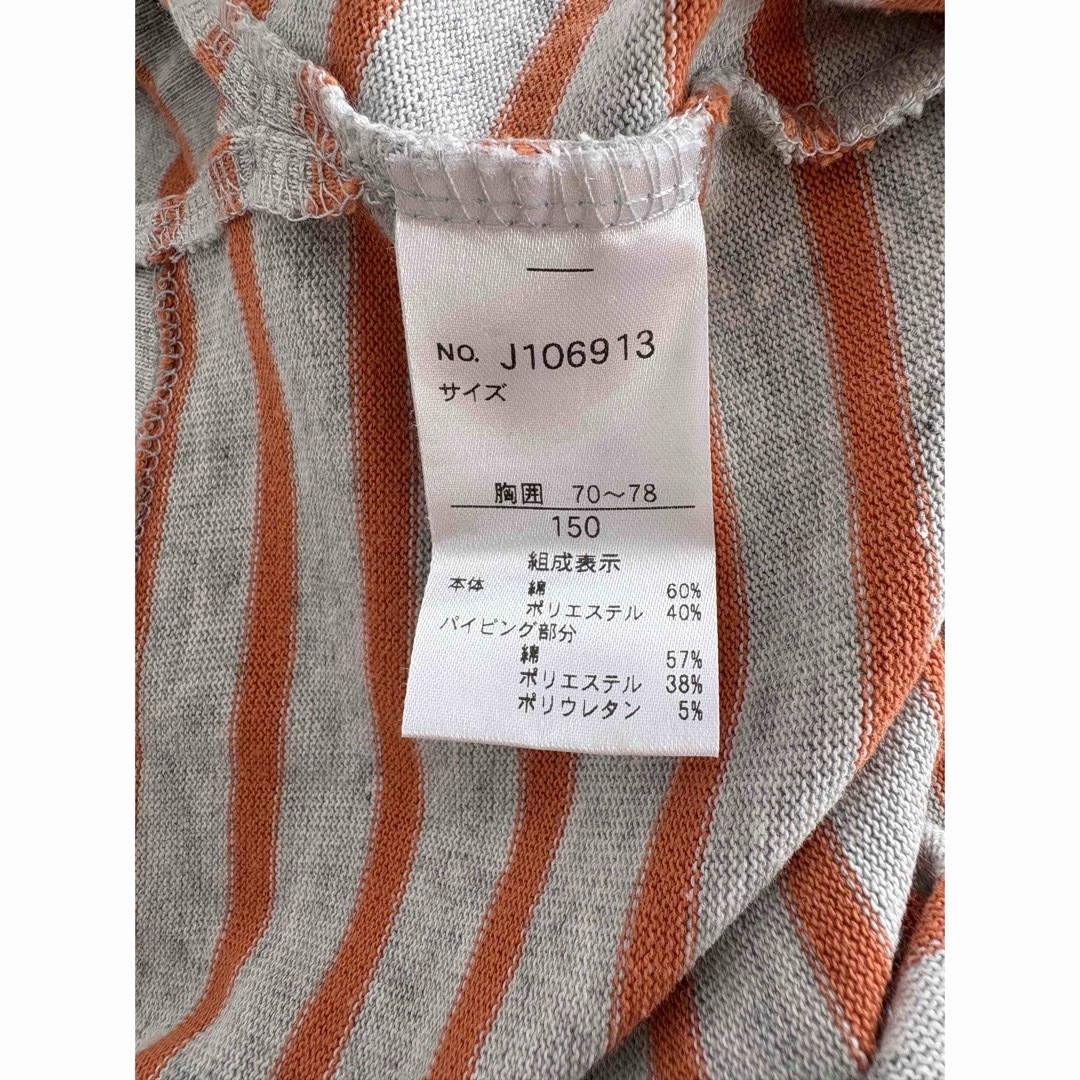 NO. J106913
サイズ
胸囲 70～78
150
組成表示
本体 綿 60%
ポリエステル 40%
パイピング部分
綿 57%
ポリエステル 38%
ポリウレタン 5%